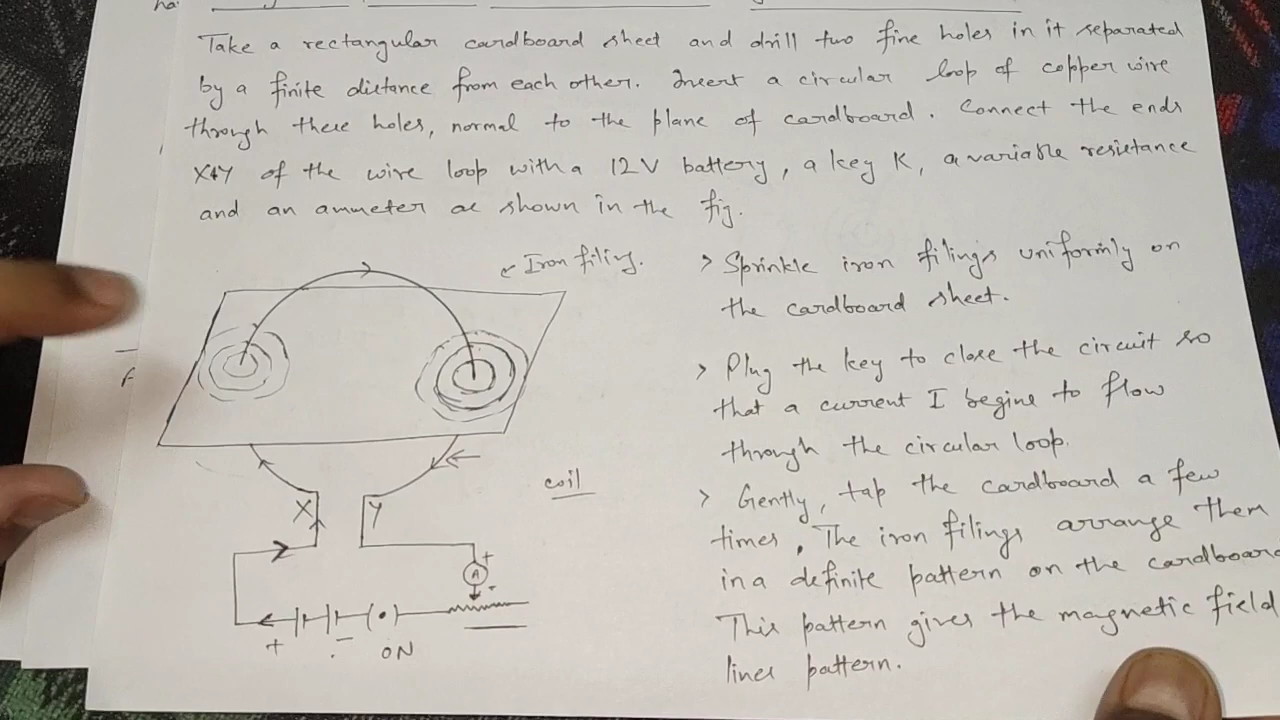 Take a rectangular cardboard sheet and drill two fine holes in it separated
by a finite distance from each other. Insert a circular loop of copper wire
through these holes, normal to the plane of cardboard. Connect the ends
X&Y of the wire loop with a 12V battery, a key K, a variable resistance
and an ammeter as shown in the fig.
Iron filing.
> Sprinkle iron filings uniformly on
the cardboard sheet.
> Plug the key to close the circuit so
that a current I begins to flow
through the circular loop.
coil
> Gently, tap the cardboard a few
times, The iron filings arrange them
in a definite pattern on the cardboard
This pattern gives the magnetic field
lines pattern.
X Y
+
A
-
+ - ON